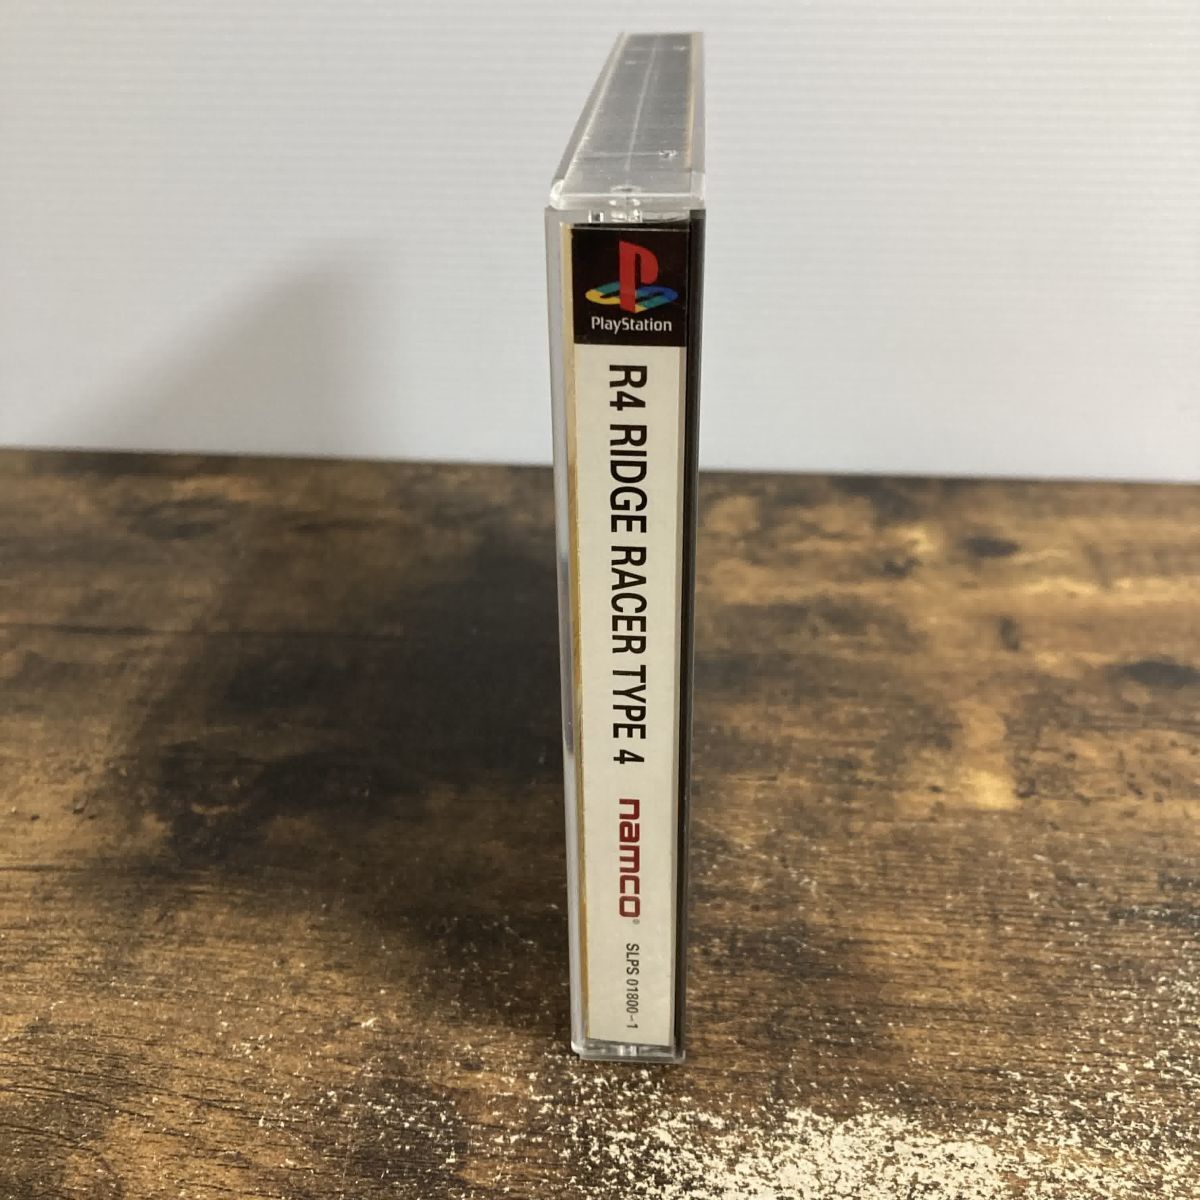 PlayStation
R4 RIDGE RACER TYPE 4 namco® SLPS 01800-1